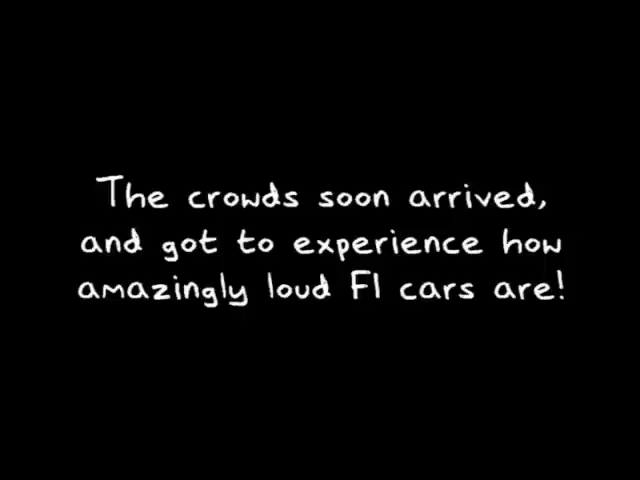 The crowds soon arrived,
and got to experience how
amazingly loud F1 cars are!